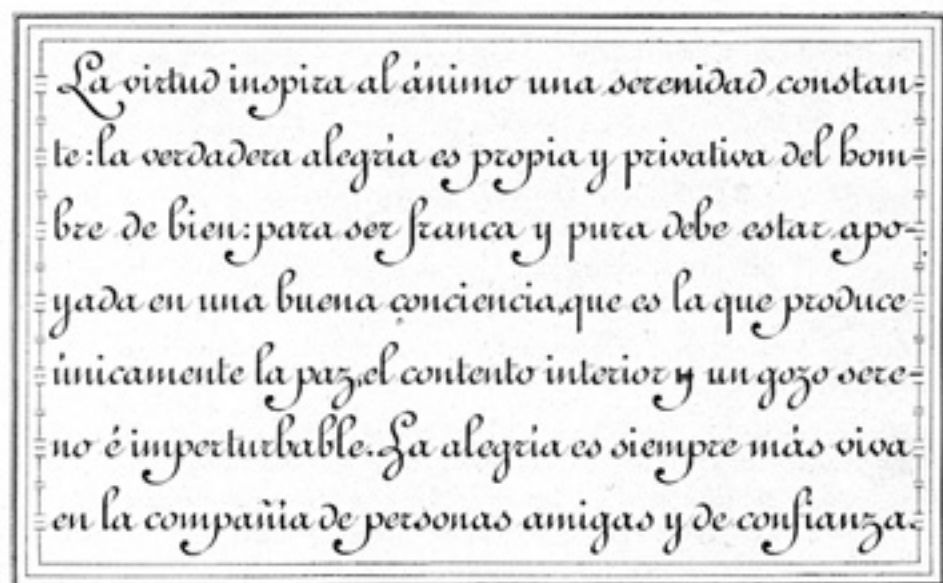 La virtud inspira al ánimo una serenidad constan=
te: la verdadera alegría es propia y privativa del hom=
bre de bien: para ser franca y pura debe estar apo-
yada en una buena conciencia, que es la que produce
únicamente la paz, el contento interior y un gozo sere-
no é imperturbable. La alegría es siempre más viva
en la compañía de personas amigas y de confianza.